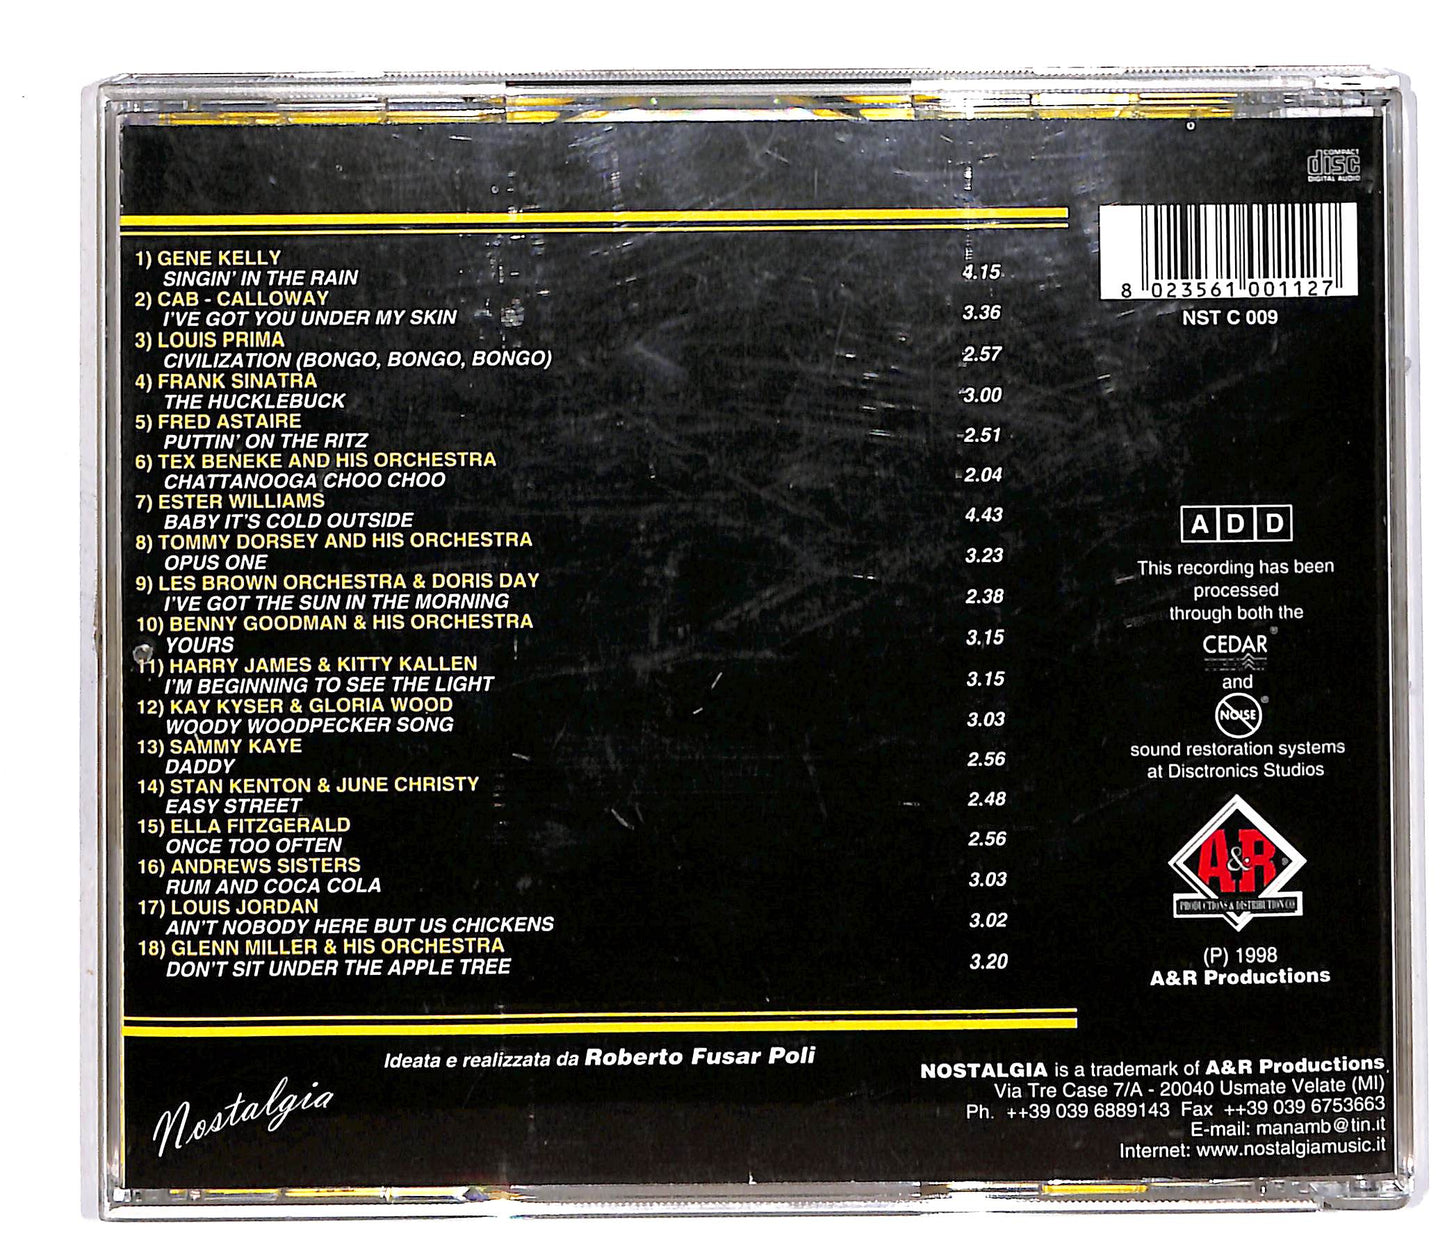 COMPACT
disc
DIGITAL AUDIO
1) GENE KELLY
SINGIN' IN THE RAIN 4.15
2) CAB - CALLOWAY
I'VE GOT YOU UNDER MY SKIN 3.36
3) LOUIS PRIMA
CIVILIZATION (BONGO, BONGO, BONGO) 2.57
4) FRANK SINATRA
THE HUCKLEBUCK 3.00
5) FRED ASTAIRE
PUTTIN' ON THE RITZ 2.51
6) TEX BENEKE AND HIS ORCHESTRA
CHATTANOOGA CHOO CHOO 2.04
7) ESTER WILLIAMS
BABY IT'S COLD OUTSIDE 4.43
8) TOMMY DORSEY AND HIS ORCHESTRA
OPUS ONE 3.23
9) LES BROWN ORCHESTRA & DORIS DAY
I'VE GOT THE SUN IN THE MORNING 2.38
10) BENNY GOODMAN & HIS ORCHESTRA
YOURS 3.15
11) HARRY JAMES & KITTY KALLEN
I'M BEGINNING TO SEE THE LIGHT 3.15
12) KAY KYSER & GLORIA WOOD
WOODY WOODPECKER SONG 3.03
13) SAMMY KAYE
DADDY 2.56
14) STAN KENTON & JUNE CHRISTY
EASY STREET 2.48
15) ELLA FITZGERALD
ONCE TOO OFTEN 2.56
16) ANDREWS SISTERS
RUM AND COCA COLA 3.03
17) LOUIS JORDAN
AIN'T NOBODY HERE BUT US CHICKENS 3.02
18) GLENN MILLER & HIS ORCHESTRA
DON'T SIT UNDER THE APPLE TREE 3.20
8 023561 001127
NST C 009
A D D
This recording has been
processed
through both the
CEDAR®
and
NO NOISE®
sound restoration systems
at Disctronics Studios
A&R®
PRODUCTIONS & DISTRIBUTION CO.
(P) 1998
A&R Productions
Ideata e realizzata da Roberto Fusar Poli
Nostalgia
NOSTALGIA is a trademark of A&R Productions.
Via Tre Case 7/A - 20040 Usmate Velate (MI)
Ph. ++39 039 6889143 Fax ++39 039 6753663
E-mail: manamb@tin.it
Internet: www.nostalgiamusic.it